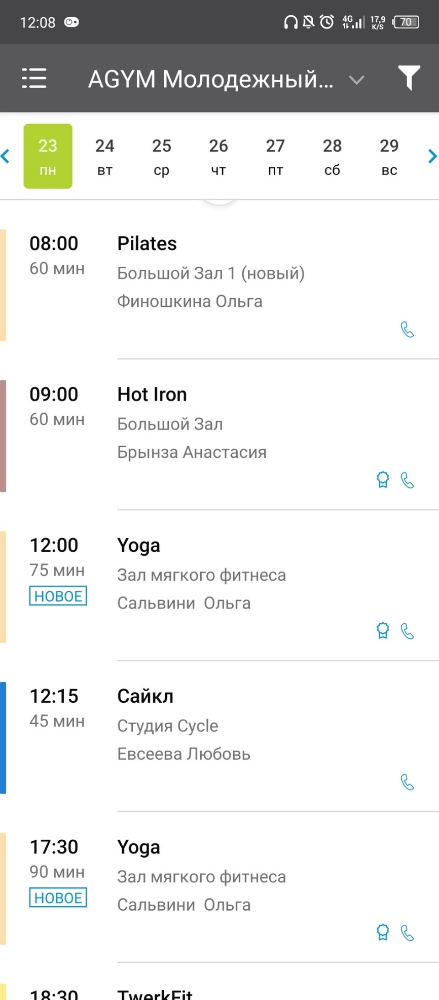 12:08
4G 17,9 K/S 70
AGYM Молодежный...
23 24 25 26 27 28 29
пн вт ср чт пт сб вс
08:00 Pilates
60 мин Большой Зал 1 (новый)
Финошкина Ольга
09:00 Hot Iron
60 мин Большой Зал
Брынза Анастасия
12:00 Yoga
75 мин Зал мягкого фитнеса
НОВОЕ Сальвини Ольга
12:15 Сайкл
45 мин Студия Cycle
Евсеева Любовь
17:30 Yoga
90 мин Зал мягкого фитнеса
НОВОЕ Сальвини Ольга
18:30 TwerkFit